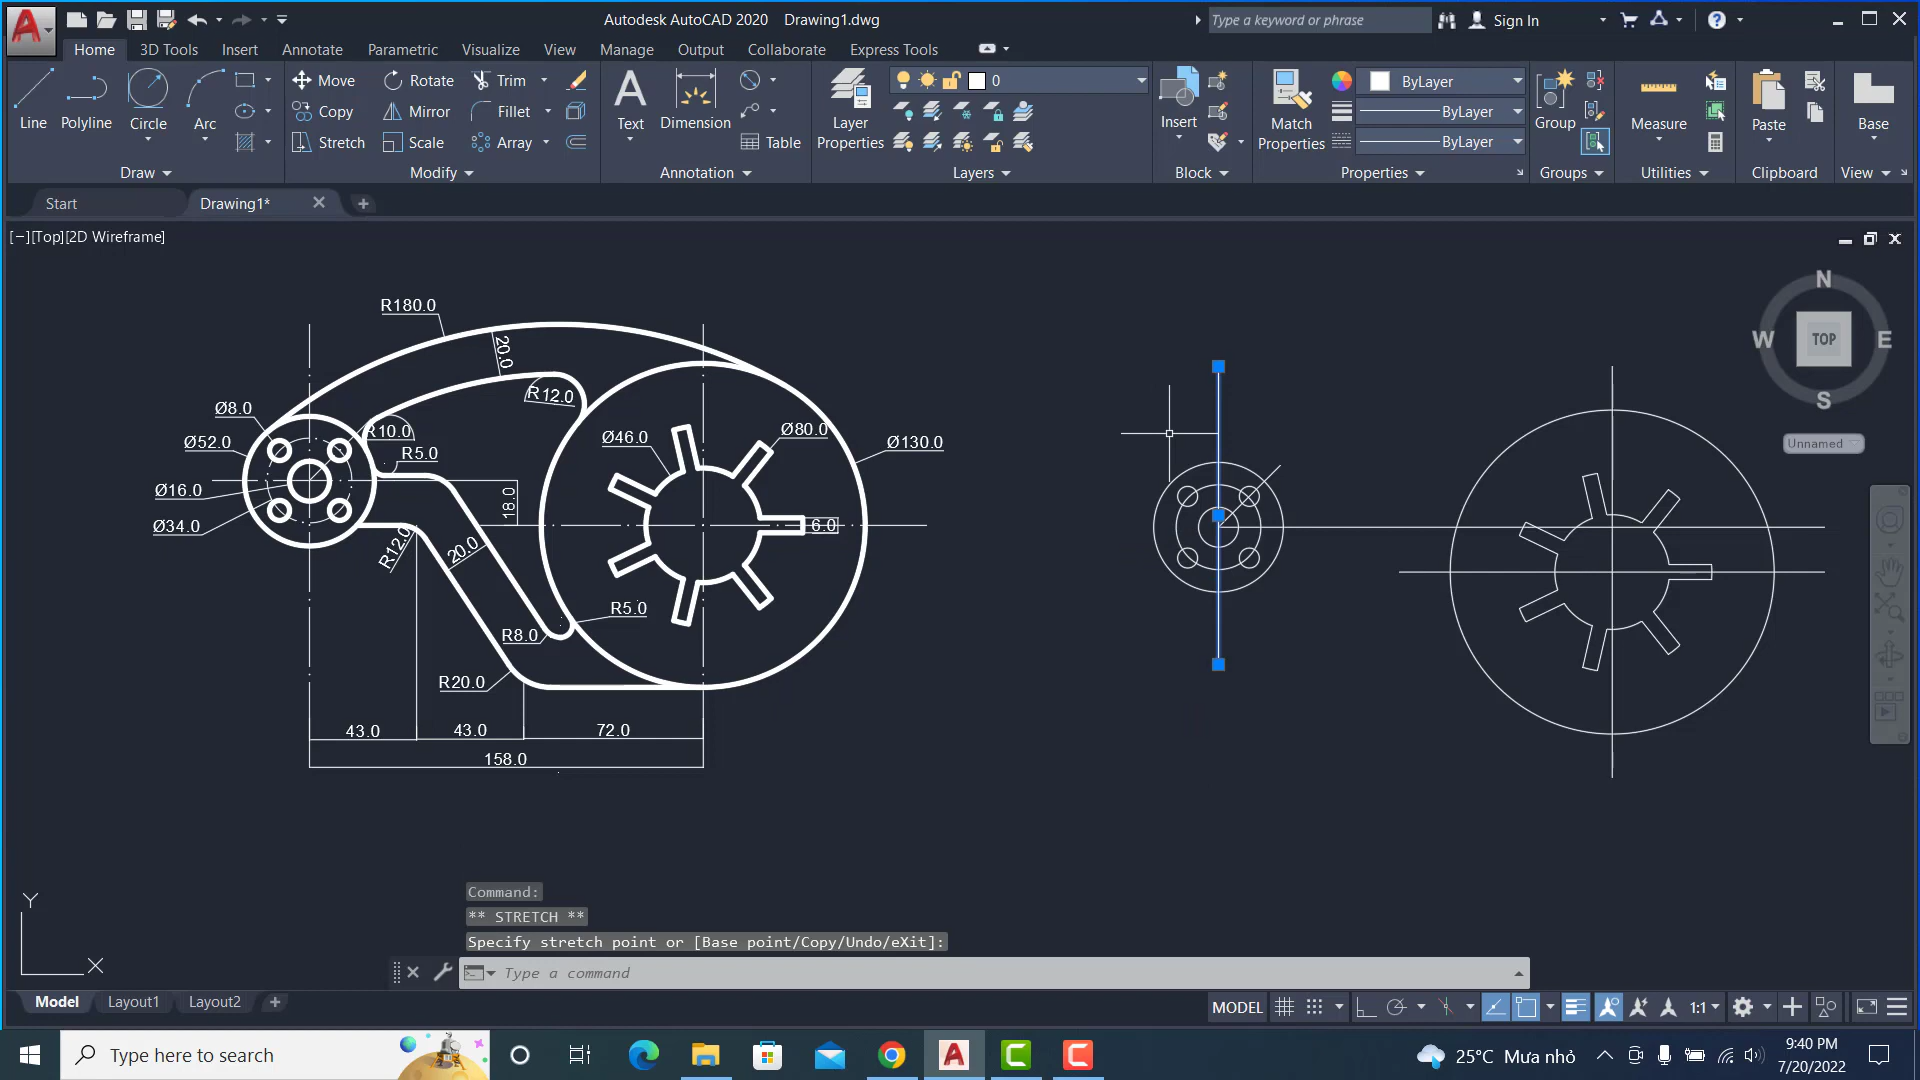 Autodesk AutoCAD 2020 Drawing1.dwg
Type a keyword or phrase
Sign In
Home 3D Tools Insert Annotate Parametric Visualize View Manage Output Collaborate Express Tools
Line Polyline Circle Arc
Move Rotate Trim
Copy Mirror Fillet
Stretch Scale Array
Text Dimension Table
Layer Properties
0
Insert
Match Properties
ByLayer
ByLayer
ByLayer
Group
Measure
Paste
Base
Draw Modify Annotation Layers Block Properties Groups Utilities Clipboard View
Start Drawing1*
[−][Top][2D Wireframe]
N
W TOP E
S
Unnamed
R180.0
20.0
R12.0
Ø8.0
R10.0
Ø52.0
R5.0
Ø46.0
Ø80.0
Ø130.0
Ø16.0
18.0
Ø34.0
6.0
R12.0
20.0
R5.0
R8.0
R20.0
43.0 43.0 72.0
158.0
Y
X
Command:
** STRETCH **
Specify stretch point or [Base point/Copy/Undo/eXit]:
Type a command
Model Layout1 Layout2
MODEL 1:1
Type here to search
25°C Mưa nhỏ
9:40 PM
7/20/2022